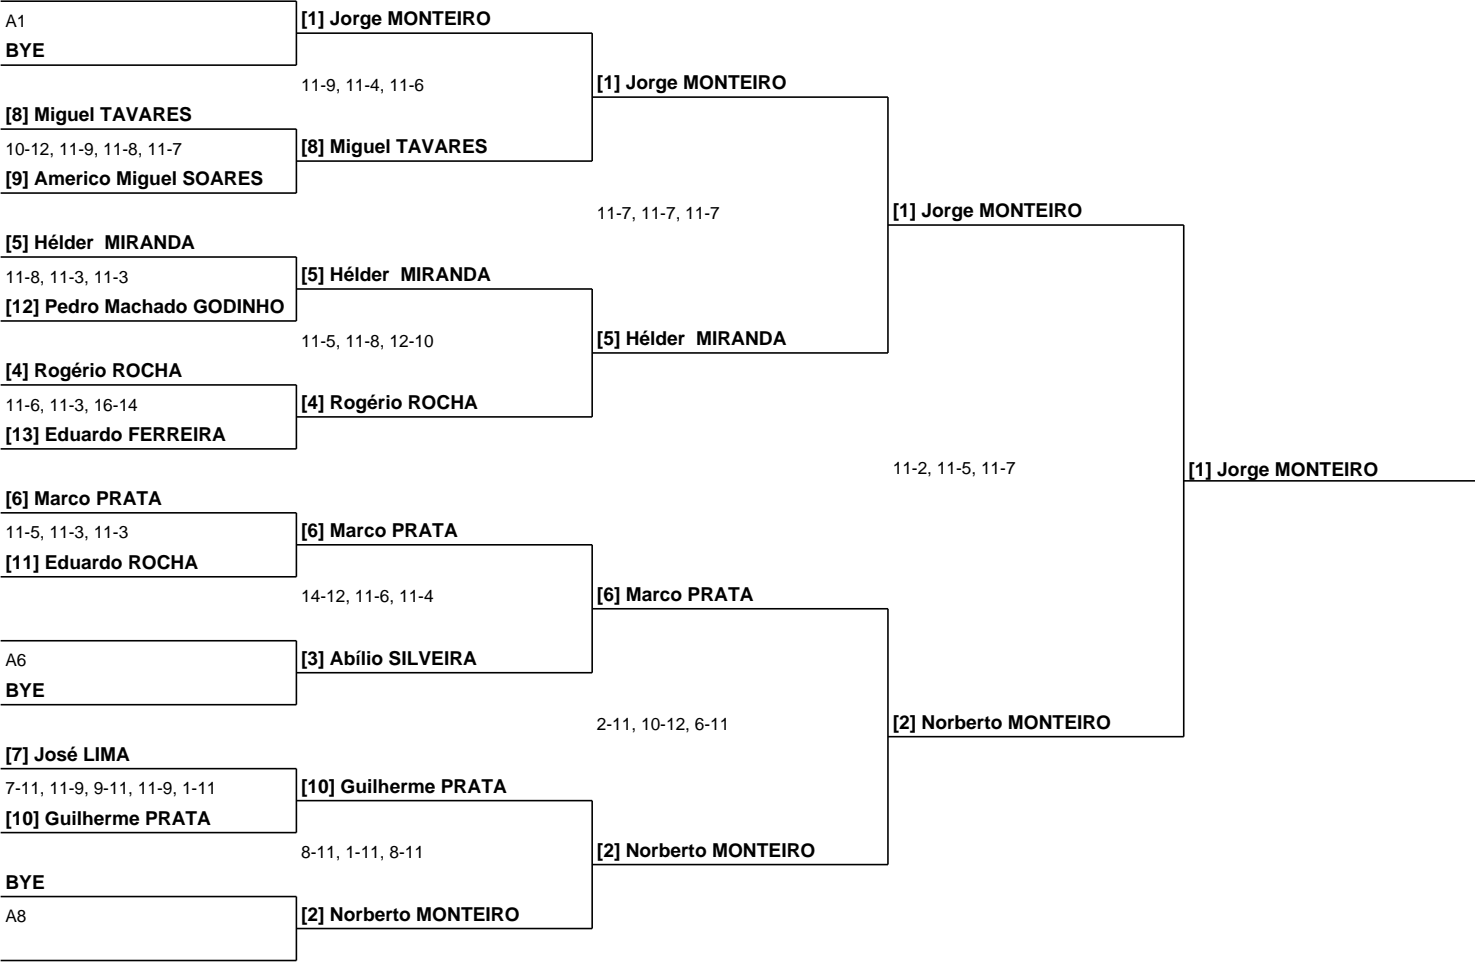 A1
BYE
[8] Miguel TAVARES
10-12, 11-9, 11-8, 11-7
[9] Americo Miguel SOARES
[5] Hélder  MIRANDA
11-8, 11-3, 11-3
[12] Pedro Machado GODINHO
[4] Rogério ROCHA
11-6, 11-3, 16-14
[13] Eduardo FERREIRA
[6] Marco PRATA
11-5, 11-3, 11-3
[11] Eduardo ROCHA
A6
BYE
[7] José LIMA
7-11, 11-9, 9-11, 11-9, 1-11
[10] Guilherme PRATA
BYE
A8
[1] Jorge MONTEIRO
11-9, 11-4, 11-6
[8] Miguel TAVARES
[5] Hélder  MIRANDA
11-5, 11-8, 12-10
[4] Rogério ROCHA
[6] Marco PRATA
14-12, 11-6, 11-4
[3] Abílio SILVEIRA
[10] Guilherme PRATA
8-11, 1-11, 8-11
[2] Norberto MONTEIRO
[1] Jorge MONTEIRO
11-7, 11-7, 11-7
[5] Hélder  MIRANDA
[6] Marco PRATA
2-11, 10-12, 6-11
[2] Norberto MONTEIRO
[1] Jorge MONTEIRO
11-2, 11-5, 11-7
[2] Norberto MONTEIRO
[1] Jorge MONTEIRO